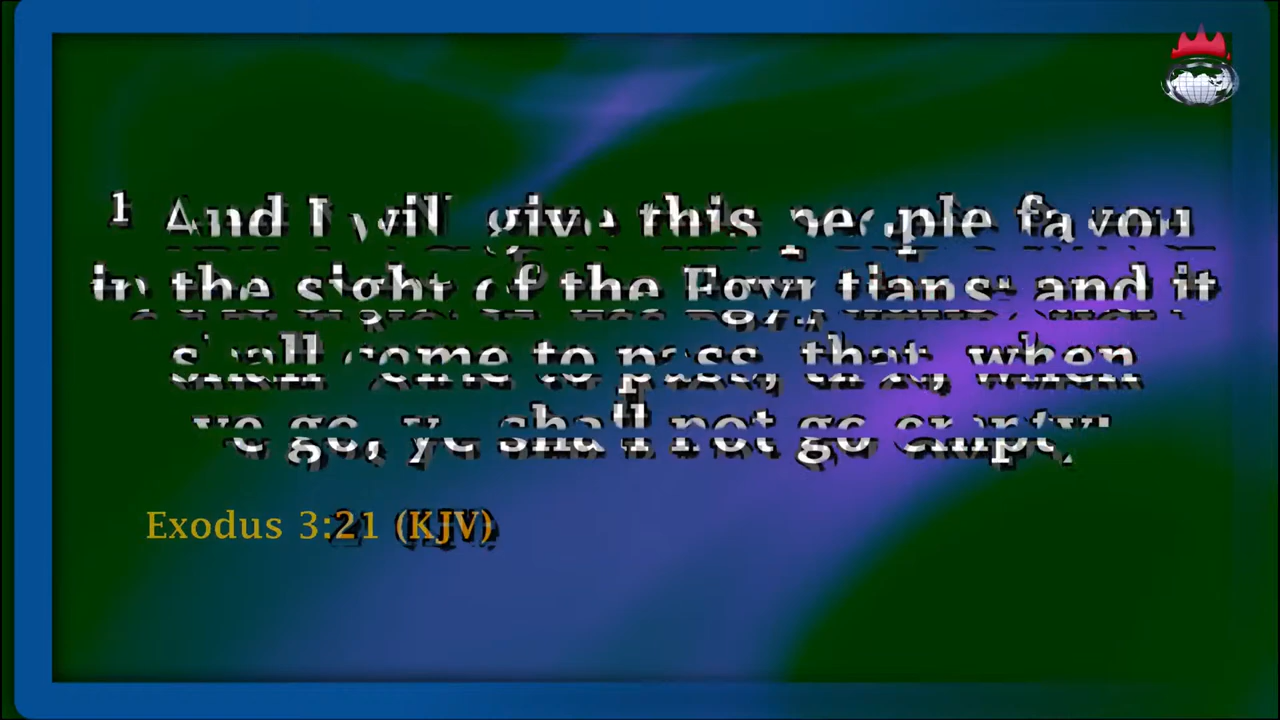 1 And I will give this people favou
in the sight of the Egyptians: and it
shall come to pass, that, when
ye go, ye shall not go empty:
Exodus 3:21 (KJV)